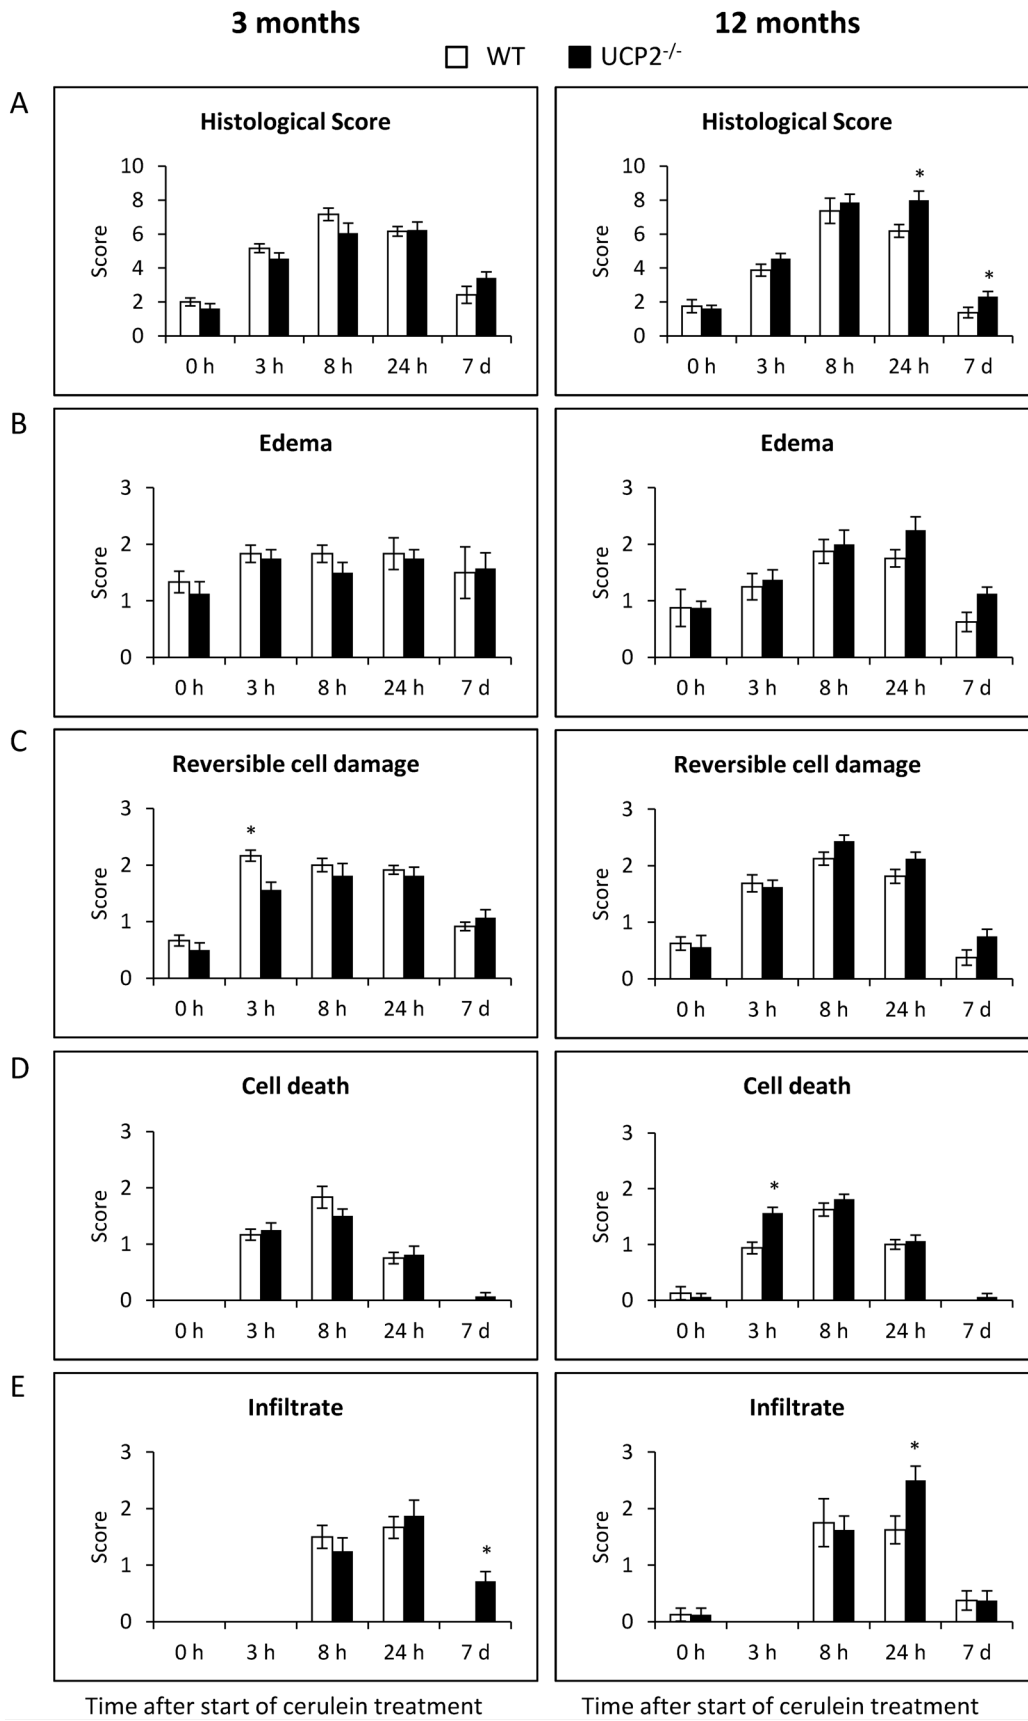 3 months 12 months
WT UCP2-/-
A
Histological Score
Score
10
8
6
4
2
0
0 h 3 h 8 h 24 h 7 d
Histological Score
Score
10
8
6
4
2
0
*
*
0 h 3 h 8 h 24 h 7 d
B
Edema
Score
3
2
1
0
0 h 3 h 8 h 24 h 7 d
Edema
Score
3
2
1
0
0 h 3 h 8 h 24 h 7 d
C
Reversible cell damage
Score
3
2
1
0
*
0 h 3 h 8 h 24 h 7 d
Reversible cell damage
Score
3
2
1
0
0 h 3 h 8 h 24 h 7 d
D
Cell death
Score
3
2
1
0
0 h 3 h 8 h 24 h 7 d
Cell death
Score
3
2
1
0
*
0 h 3 h 8 h 24 h 7 d
E
Infiltrate
Score
3
2
1
0
*
0 h 3 h 8 h 24 h 7 d
Infiltrate
Score
3
2
1
0
*
0 h 3 h 8 h 24 h 7 d
Time after start of cerulein treatment
Time after start of cerulein treatment